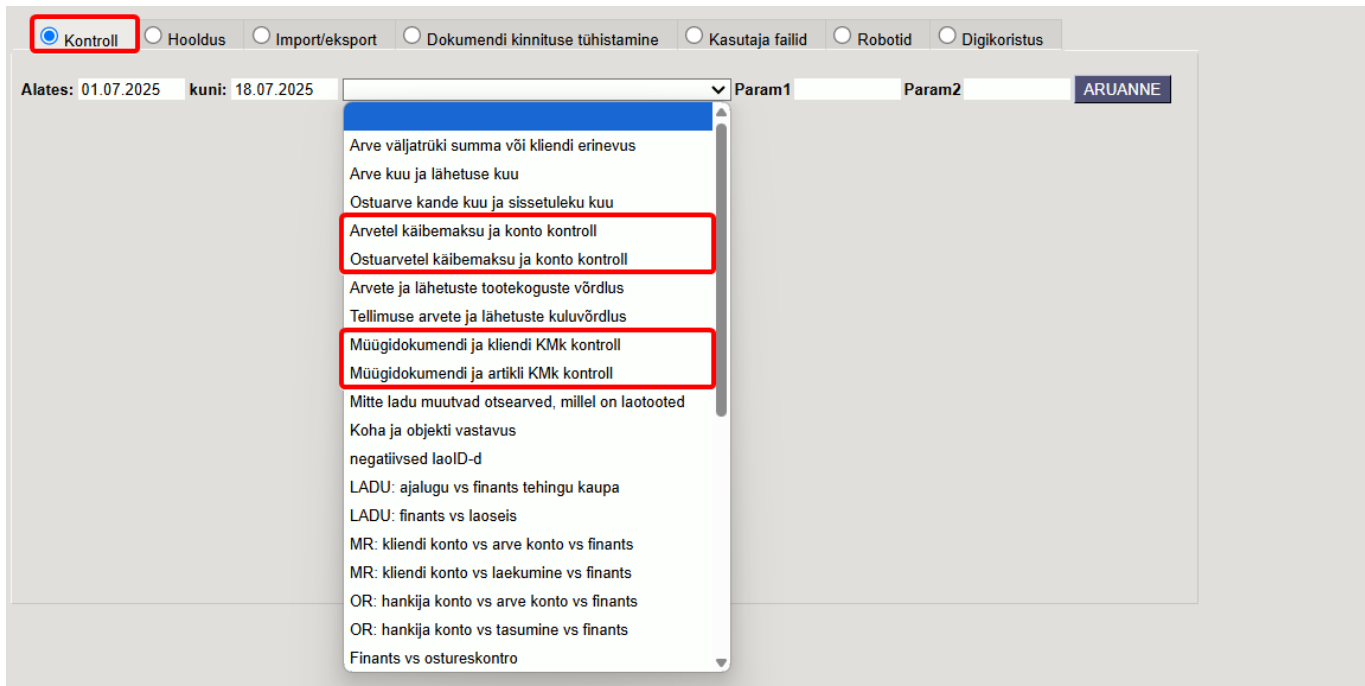 Kontroll Hooldus Import/eksport Dokumendi kinnituse tühistamine Kasutaja failid Robotid Digikoristus
Alates: 01.07.2025 kuni: 18.07.2025 Param1 Param2 ARUANNE
Arve väljatrüki summa või kliendi erinevus
Arve kuu ja lähetuse kuu
Ostuarve kande kuu ja sissetuleku kuu
Arvetel käibemaksu ja konto kontroll
Ostuarvetel käibemaksu ja konto kontroll
Arvete ja lähetuste tootekoguste võrdlus
Tellimuse arvete ja lähetuste kuluvõrdlus
Müügidokumendi ja kliendi KMk kontroll
Müügidokumendi ja artikli KMk kontroll
Mitte ladu muutvad otsearved, millel on laotooted
Koha ja objekti vastavus
negatiivsed laoID-d
LADU: ajalugu vs finants tehingu kaupa
LADU: finants vs laoseis
MR: kliendi konto vs arve konto vs finants
MR: kliendi konto vs laekumine vs finants
OR: hankija konto vs arve konto vs finants
OR: hankija konto vs tasumine vs finants
Finants vs ostureskontro